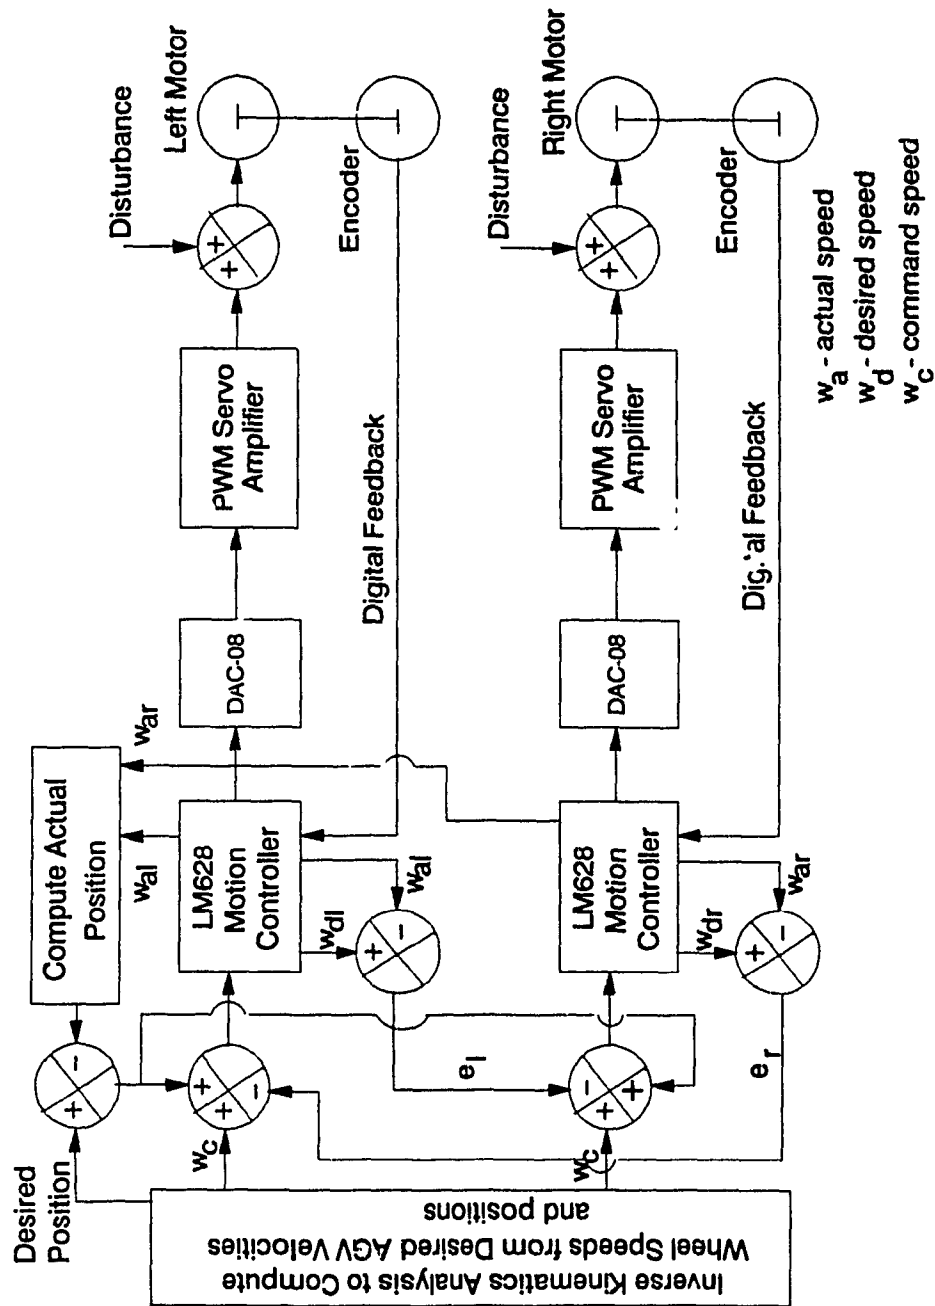 Desired
Position
Compute Actual
Position
w_al
w_ar
Inverse Kinematics Analysis to Compute
Wheel Speeds from Desired AGV Velocities
and positions
w_c
+
-
+
+
-
LM628
Motion
Controller
DAC-08
PWM Servo
Amplifier
+
+
Disturbance
Left Motor
w_dl
w_al
+
-
Digital Feedback
Encoder
e_l
w_c
-
+
+
LM628
Motion
Controller
DAC-08
PWM Servo
Amplifier
+
+
Disturbance
Right Motor
w_dr
w_ar
+
-
e_r
Feedback
Encoder
w_a - actual speed
w_d - desired speed
w_c - command speed